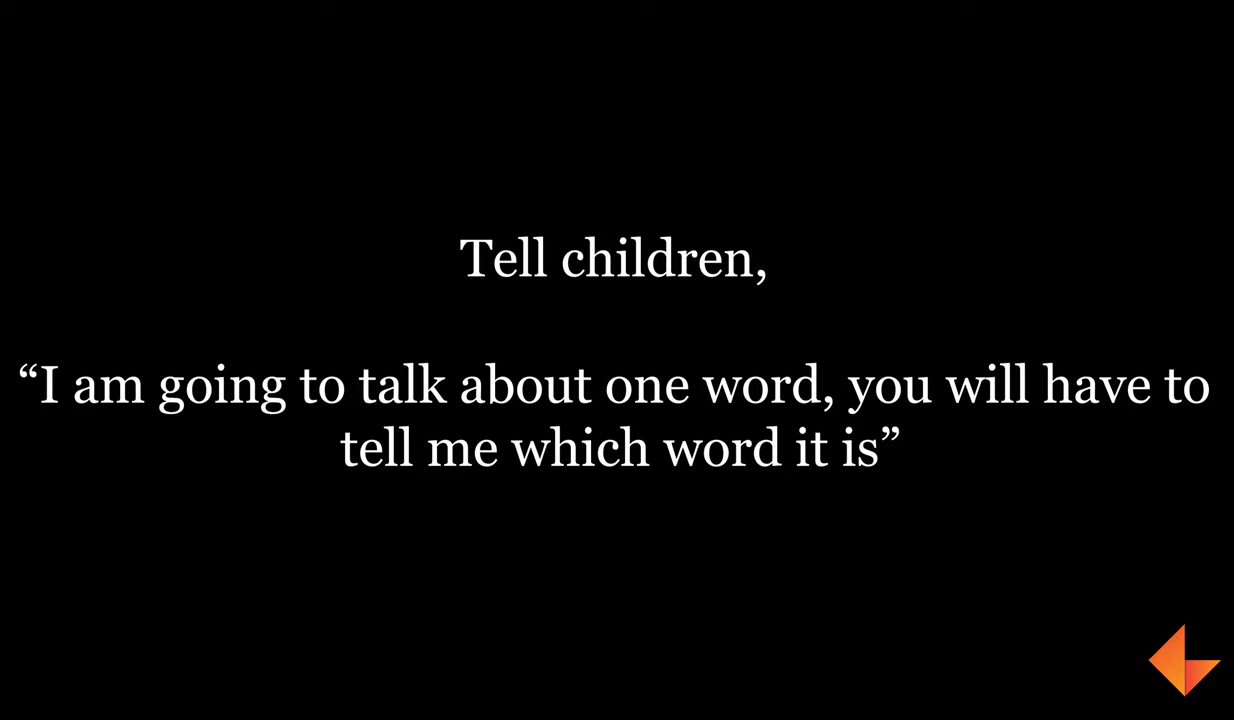 Tell children,
“I am going to talk about one word, you will have to
tell me which word it is”